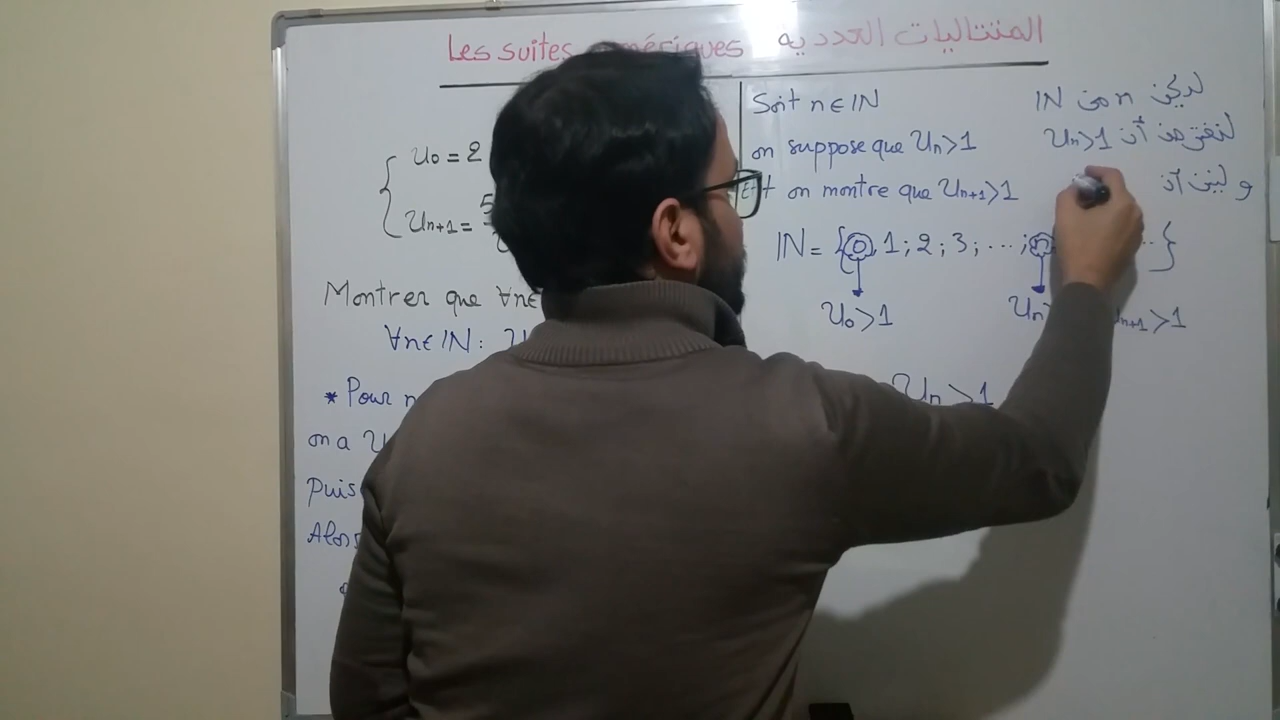 Les suites numériques المتتاليات العددية
U₀ = 2
Uₙ₊₁ = 5
Montrer que ∀n∈
∀n∈IN :
* Pour n
on a U
Puis
Alors
Soit n∈IN ليكن n من IN
on suppose que Uₙ>1 لنفترض أن Uₙ>1
Et on montre que Uₙ₊₁>1 و لنبين أن
IN = {0, 1 ; 2 ; 3 ; ... ; n ... }
U₀>1 Uₙ> ₙ₊₁>1
Uₙ >1